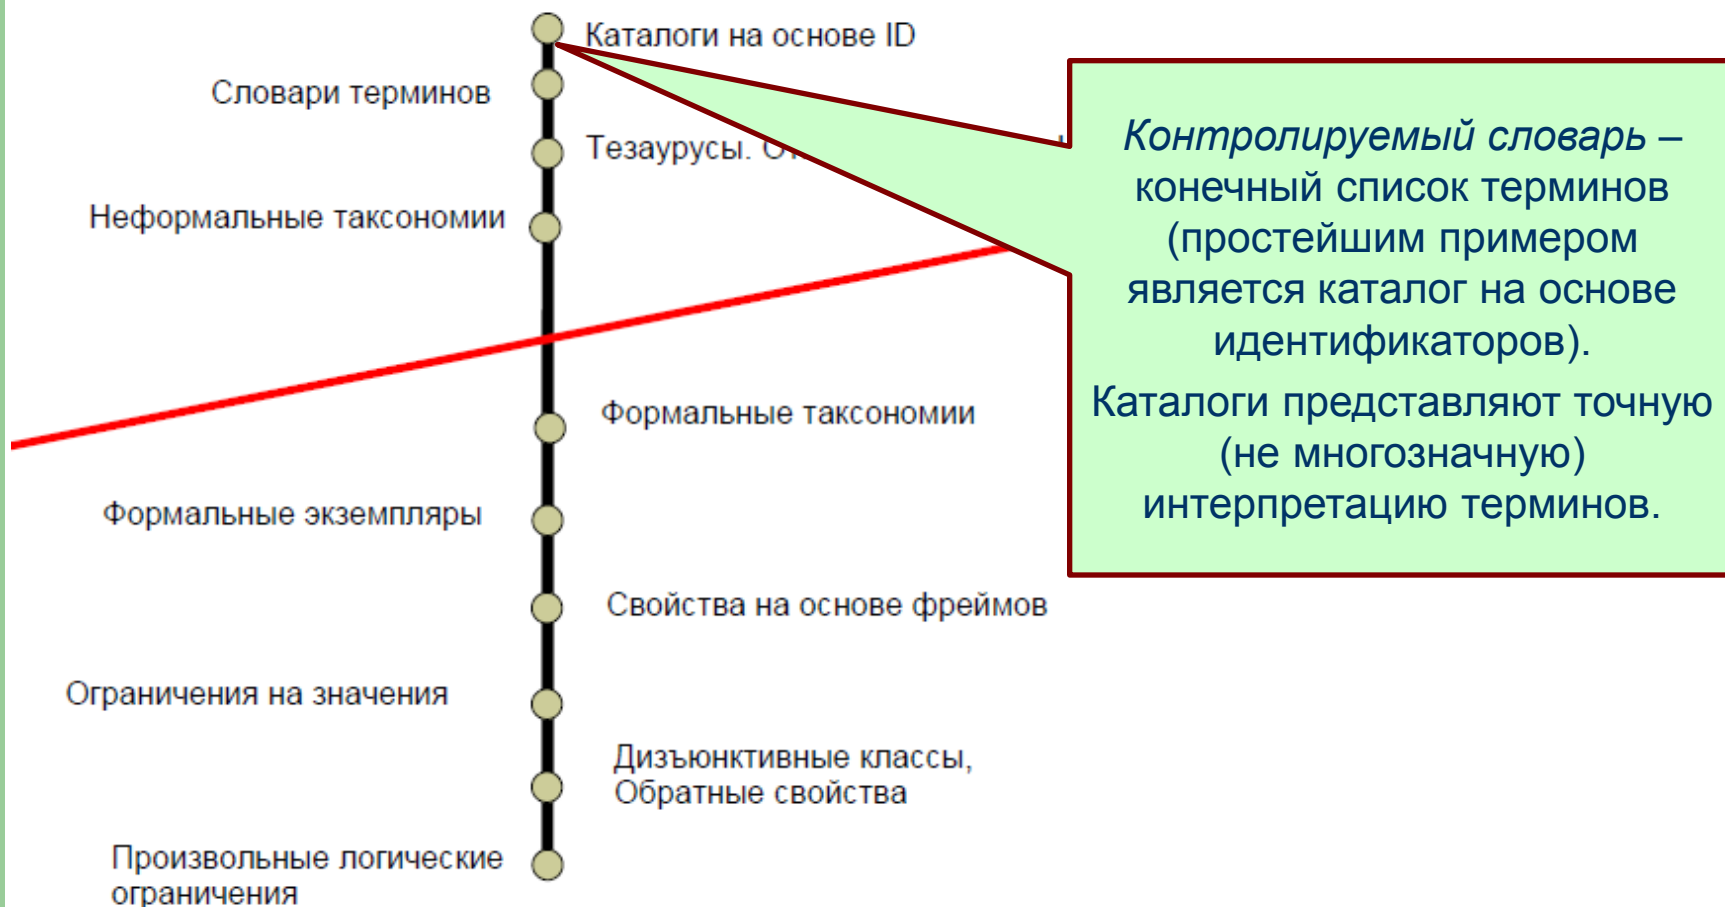 Каталоги на основе ID
Словари терминов
Тезаурусы.
Неформальные таксономии
Контролируемый словарь –
конечный список терминов
(простейшим примером
является каталог на основе
идентификаторов).
Каталоги представляют точную
(не многозначную)
интерпретацию терминов.
Формальные таксономии
Формальные экземпляры
Свойства на основе фреймов
Ограничения на значения
Дизъюнктивные классы,
Обратные свойства
Произвольные логические
ограничения